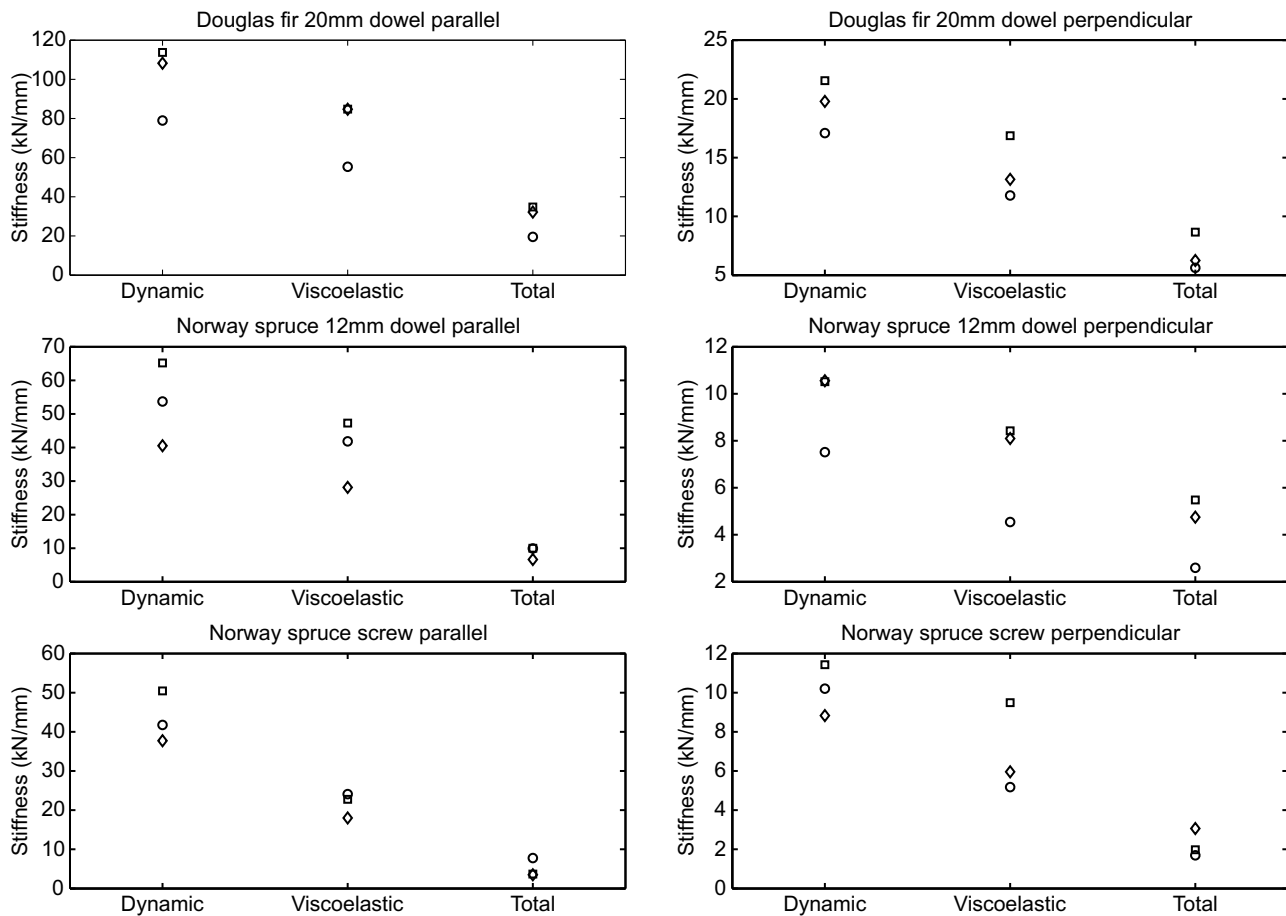 Douglas fir 20mm dowel parallel
120
100
80
60
40
20
0
Stiffness (kN/mm)
Dynamic Viscoelastic Total
Douglas fir 20mm dowel perpendicular
25
20
15
10
5
Stiffness (kN/mm)
Dynamic Viscoelastic Total
Norway spruce 12mm dowel parallel
70
60
50
40
30
20
10
0
Stiffness (kN/mm)
Dynamic Viscoelastic Total
Norway spruce 12mm dowel perpendicular
12
10
8
6
4
2
Stiffness (kN/mm)
Dynamic Viscoelastic Total
Norway spruce screw parallel
60
50
40
30
20
10
0
Stiffness (kN/mm)
Dynamic Viscoelastic Total
Norway spruce screw perpendicular
12
10
8
6
4
2
0
Stiffness (kN/mm)
Dynamic Viscoelastic Total